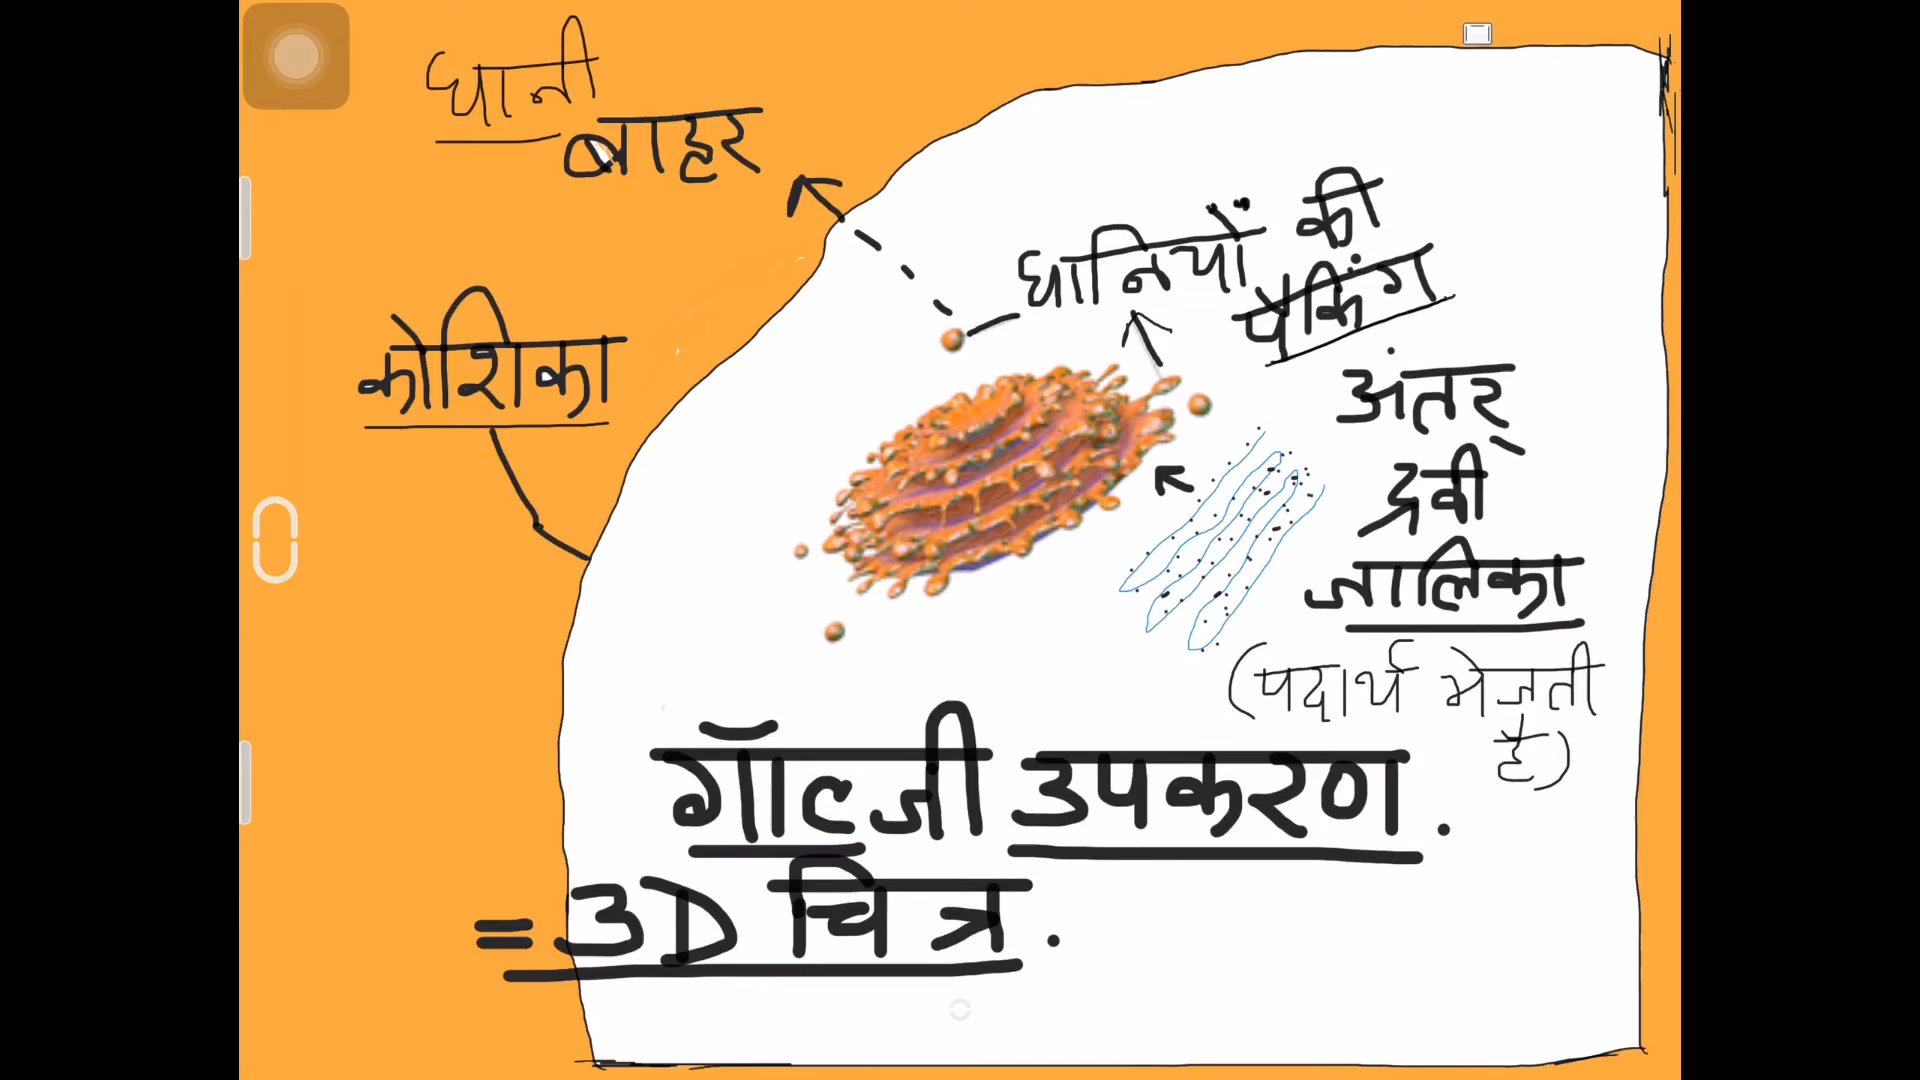 धानी
बाहर
कोशिका
धानियों की
पैकिंग
अंतर्
द्रवी
जालिका
(पदार्थ भेजती
है)
गॉल्जी उपकरण.
= 3D चित्र.